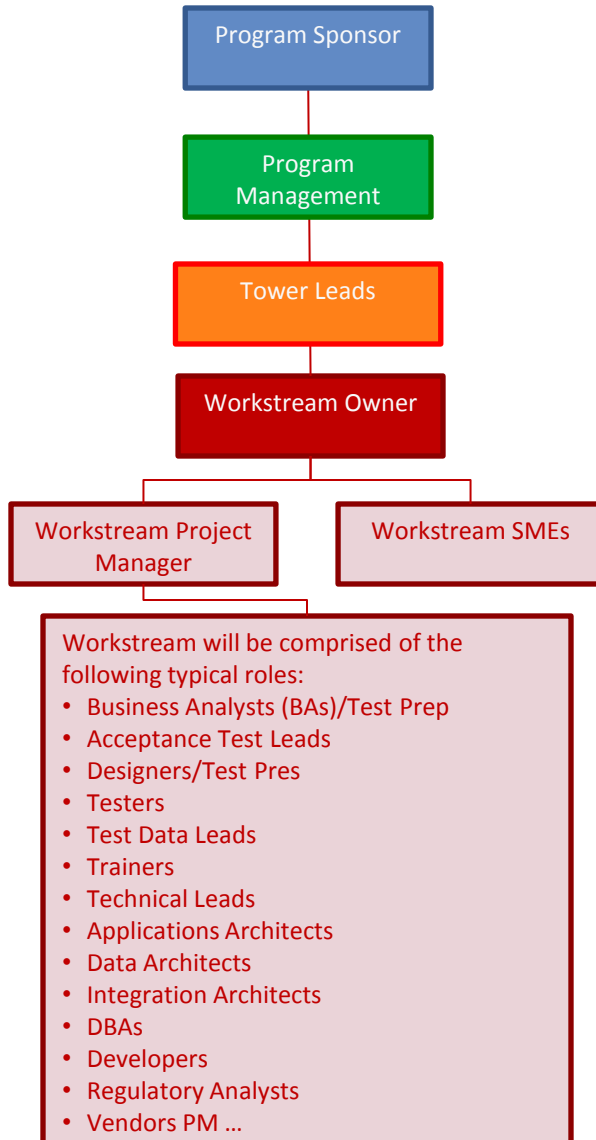 Program Sponsor
Program
Management
Tower Leads
Workstream Owner
Workstream Project
Manager
Workstream SMEs
Workstream will be comprised of the
following typical roles:
• Business Analysts (BAs)/Test Prep
• Acceptance Test Leads
• Designers/Test Pres
• Testers
• Test Data Leads
• Trainers
• Technical Leads
• Applications Architects
• Data Architects
• Integration Architects
• DBAs
• Developers
• Regulatory Analysts
• Vendors PM ...